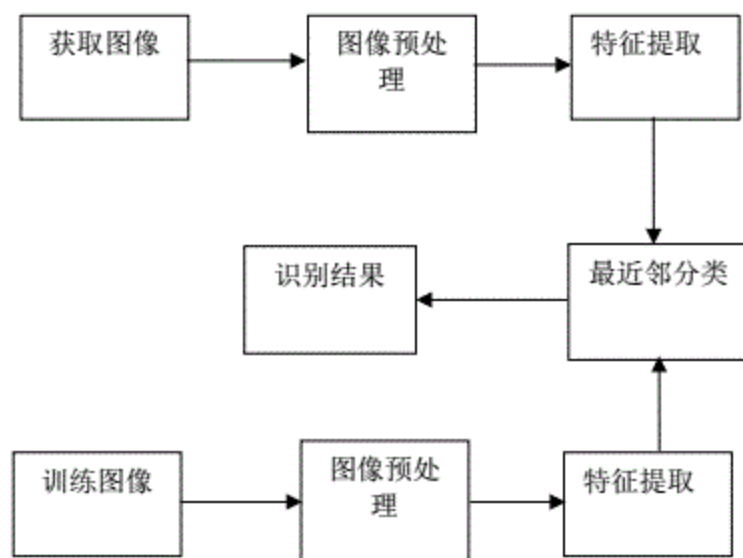 获取图像
图像预处
理
特征提取
识别结果
最近邻分类
训练图像
图像预处
理
特征提取